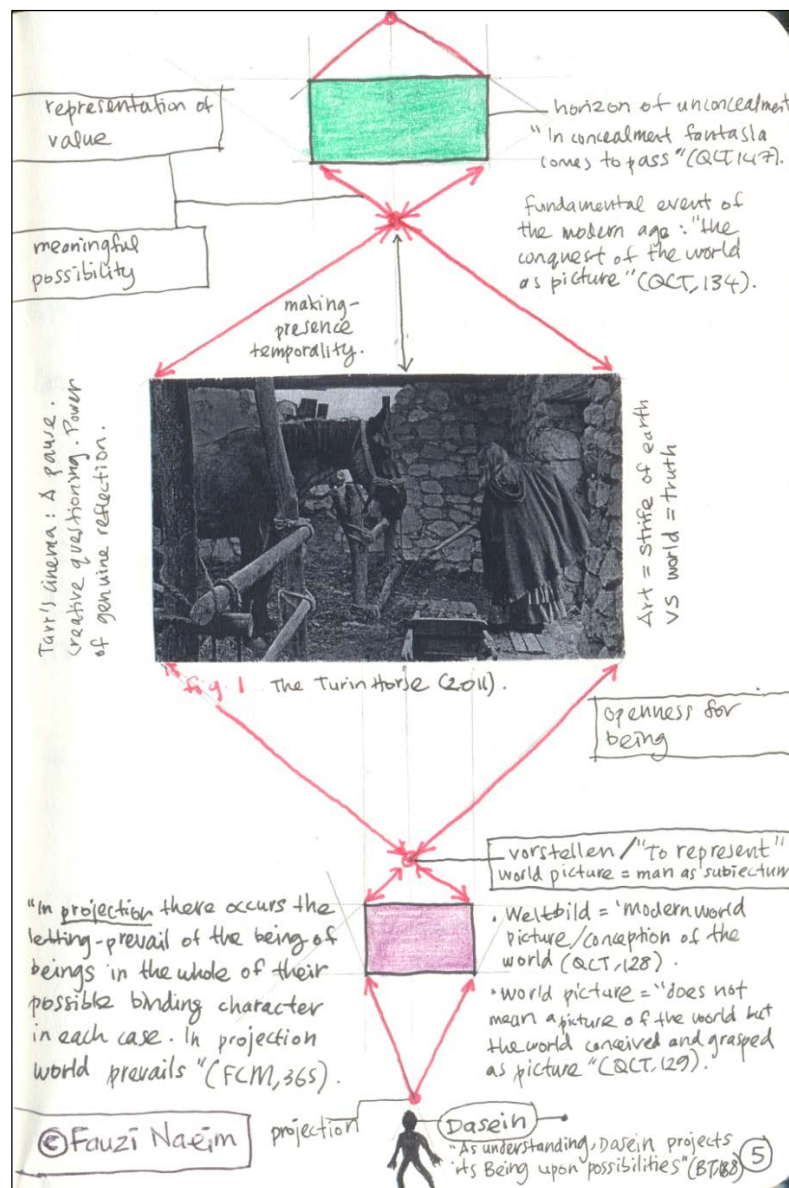 representation of
value
meaningful
possibility
horizon of unconcealment
"In concealment fantasia
comes to pass" (QCT, 147).
fundamental event of
the modern age: "the
conquest of the world
as picture" (QCT, 134).
making-
presence
temporality.
Tarr's cinema: A pause.
Creative questioning. Power
of genuine reflection.
Art = strife of earth
VS world = truth
fig. 1 The Turin Horse (2011).
openness for
being
vorstellen / "To represent"
world picture = man as subiectum
"In projection there occurs the
letting-prevail of the being of
beings in the whole of their
possible binding character
in each case. In projection
world prevails" (FCM, 365).
• Weltbild = 'Modern world
picture/conception of the
world (QCT, 128).
• world picture = "does not
mean a picture of the world but
the world conceived and grasped
as picture" (QCT, 129).
projection
Dasein
"As understanding, Dasein projects
its Being upon possibilities" (BT,188)
5
© Fauzi Naeim